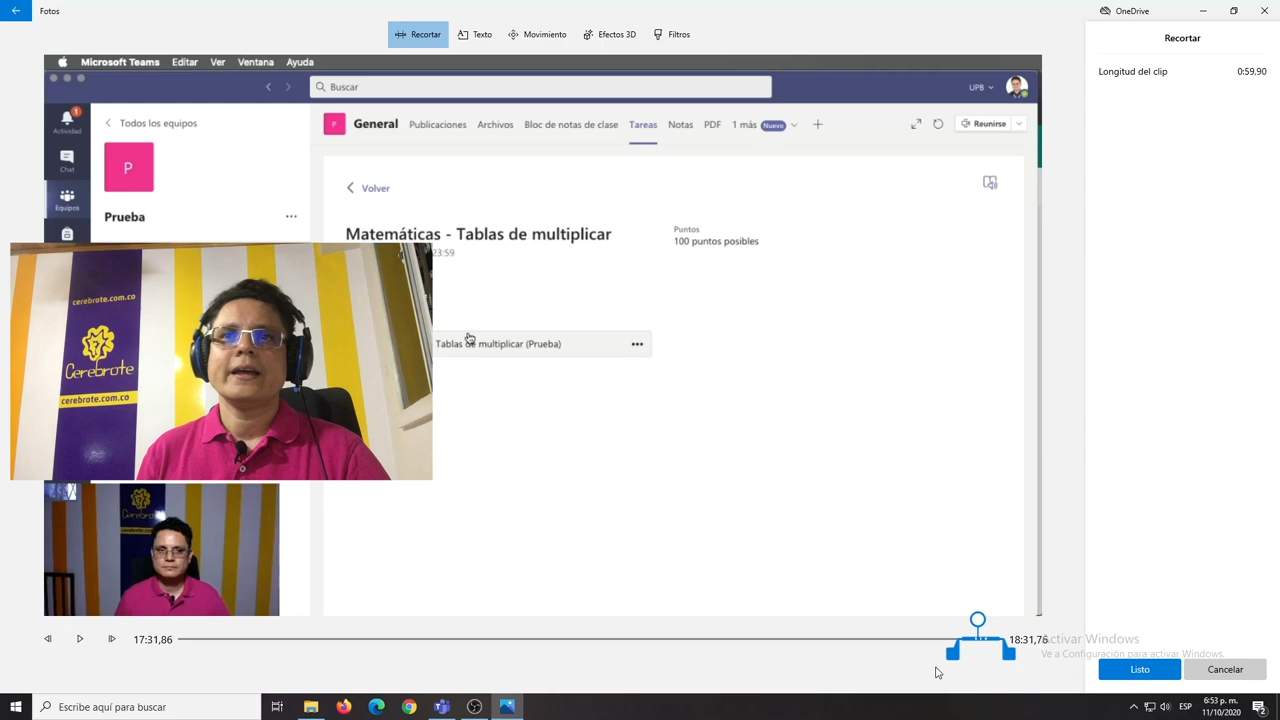 Fotos
OneDrive
Recortar
Texto
Movimiento
Efectos 3D
Filtros
Recortar
Longitud del clip 0:59,90
Microsoft Teams Editar Ver Ventana Ayuda
Buscar
UPB
1
Actividad
Chat
Equipos
Todos los equipos
P
Prueba
P
General Publicaciones Archivos Bloc de notas de clase Tareas Notas PDF 1 más Nuevo
Reunirse
Volver
Matemáticas - Tablas de multiplicar
23:59
Puntos
100 puntos posibles
Tablas de multiplicar (Prueba)
cerebrote.com.co
Cerebrote
cerebrote.com.co
17:31,86
18:31,76
Activar Windows
Ve a Configuración para activar Windows.
Listo
Cancelar
Escribe aquí para buscar
ESP
6:53 p. m.
11/10/2020
2